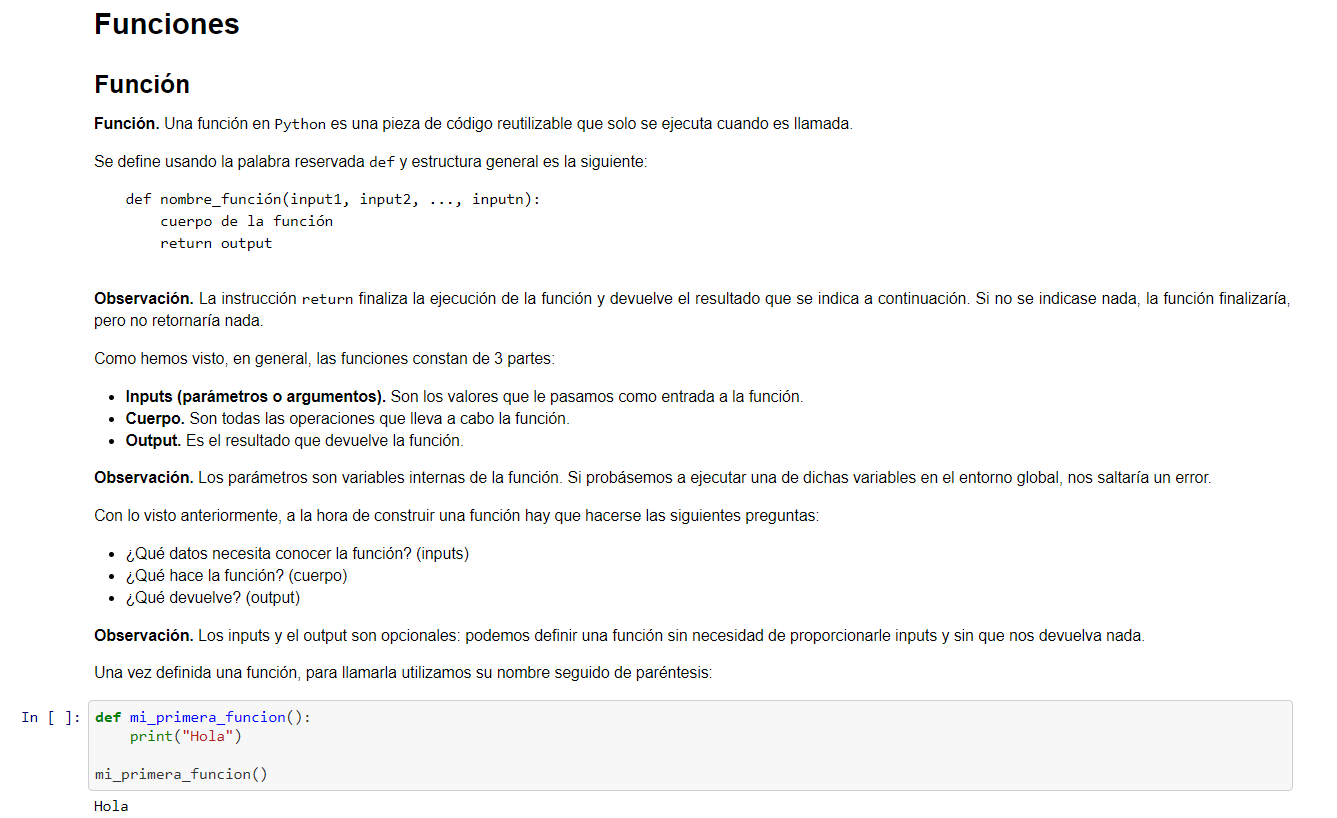 Funciones
Función
Función. Una función en Python es una pieza de código reutilizable que solo se ejecuta cuando es llamada.
Se define usando la palabra reservada def y estructura general es la siguiente:
def nombre_función(input1, input2, ..., inputn):
    cuerpo de la función
    return output
Observación. La instrucción return finaliza la ejecución de la función y devuelve el resultado que se indica a continuación. Si no se indicase nada, la función finalizaría,
pero no retornaría nada.
Como hemos visto, en general, las funciones constan de 3 partes:
• Inputs (parámetros o argumentos). Son los valores que le pasamos como entrada a la función.
• Cuerpo. Son todas las operaciones que lleva a cabo la función.
• Output. Es el resultado que devuelve la función.
Observación. Los parámetros son variables internas de la función. Si probásemos a ejecutar una de dichas variables en el entorno global, nos saltaría un error.
Con lo visto anteriormente, a la hora de construir una función hay que hacerse las siguientes preguntas:
• ¿Qué datos necesita conocer la función? (inputs)
• ¿Qué hace la función? (cuerpo)
• ¿Qué devuelve? (output)
Observación. Los inputs y el output son opcionales: podemos definir una función sin necesidad de proporcionarle inputs y sin que nos devuelva nada.
Una vez definida una función, para llamarla utilizamos su nombre seguido de paréntesis:
In [ ]: def mi_primera_funcion():
    print("Hola")
mi_primera_funcion()
Hola